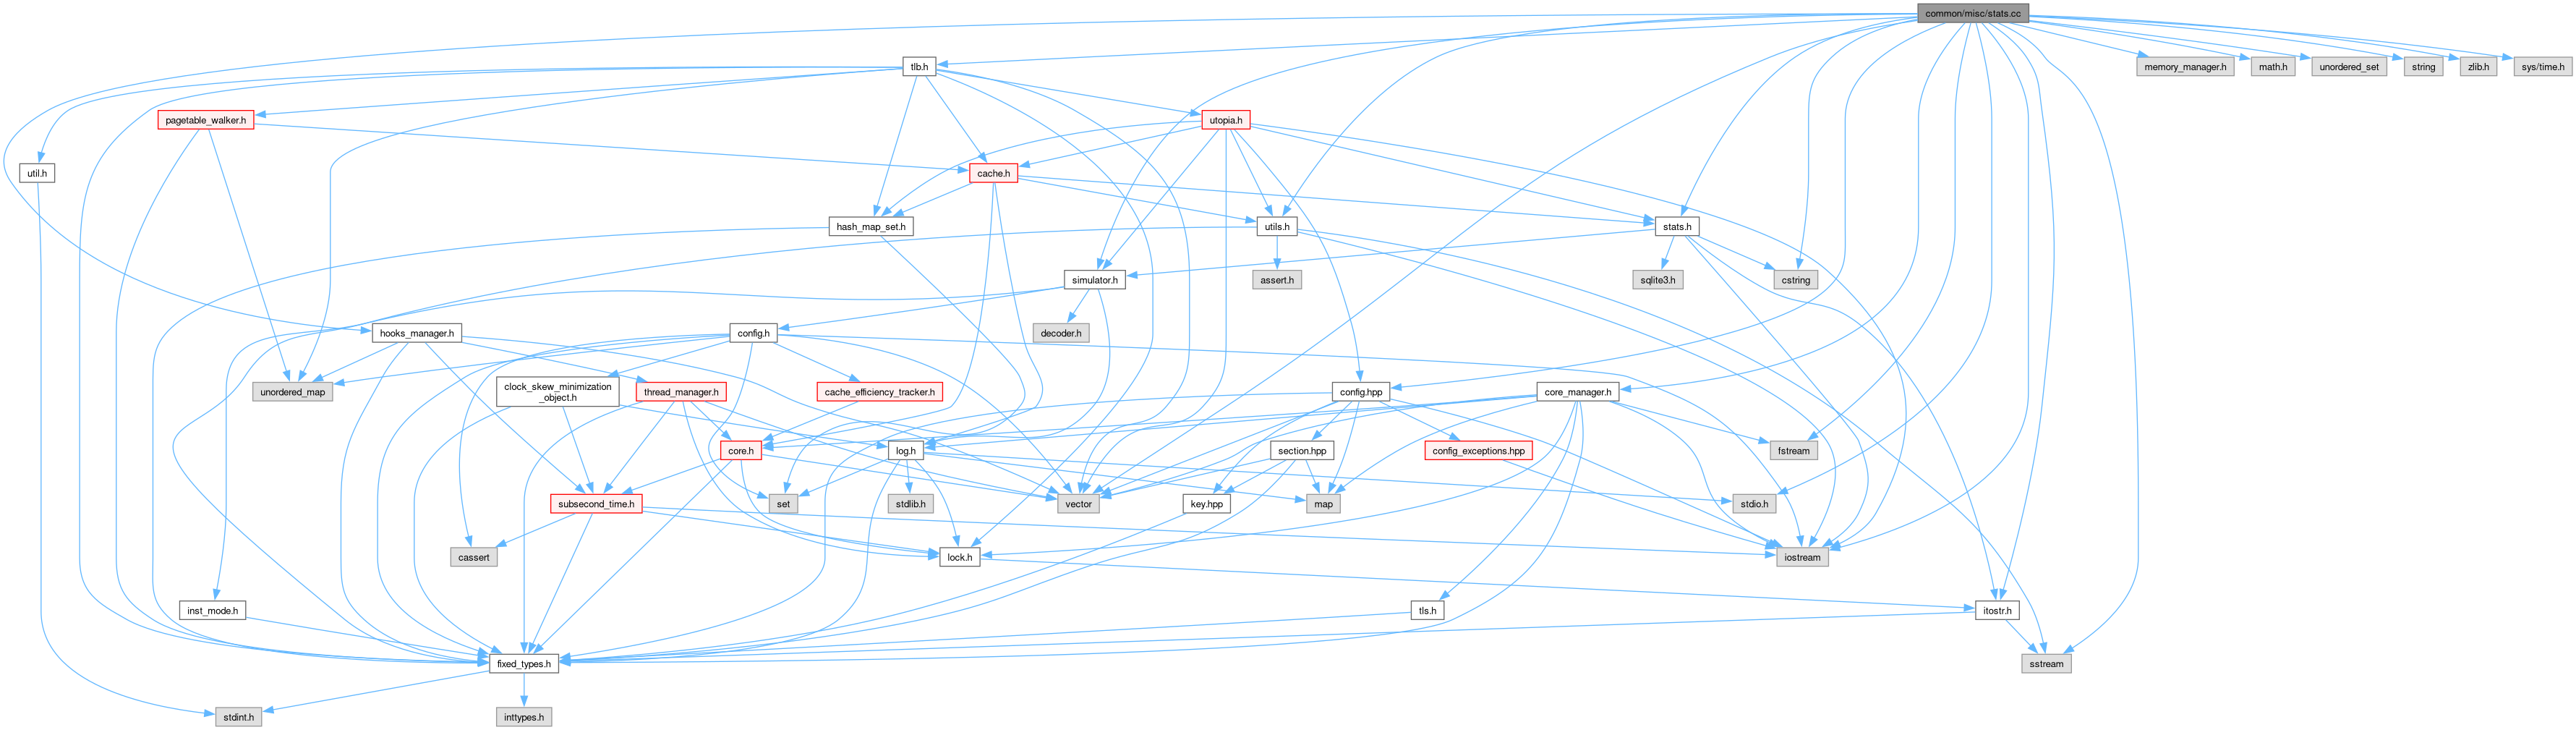 common/misc/stats.cc
tlb.h
memory_manager.h
math.h
unordered_set
string
zlib.h
sys/time.h
pagetable_walker.h
utopia.h
util.h
cache.h
hash_map_set.h
utils.h
stats.h
simulator.h
assert.h
sqlite3.h
cstring
hooks_manager.h
config.h
decoder.h
unordered_map
clock_skew_minimization
_object.h
thread_manager.h
cache_efficiency_tracker.h
config.hpp
core_manager.h
core.h
log.h
section.hpp
config_exceptions.hpp
fstream
subsecond_time.h
set
stdlib.h
vector
key.hpp
map
stdio.h
cassert
lock.h
iostream
inst_mode.h
tls.h
itostr.h
fixed_types.h
sstream
stdint.h
inttypes.h